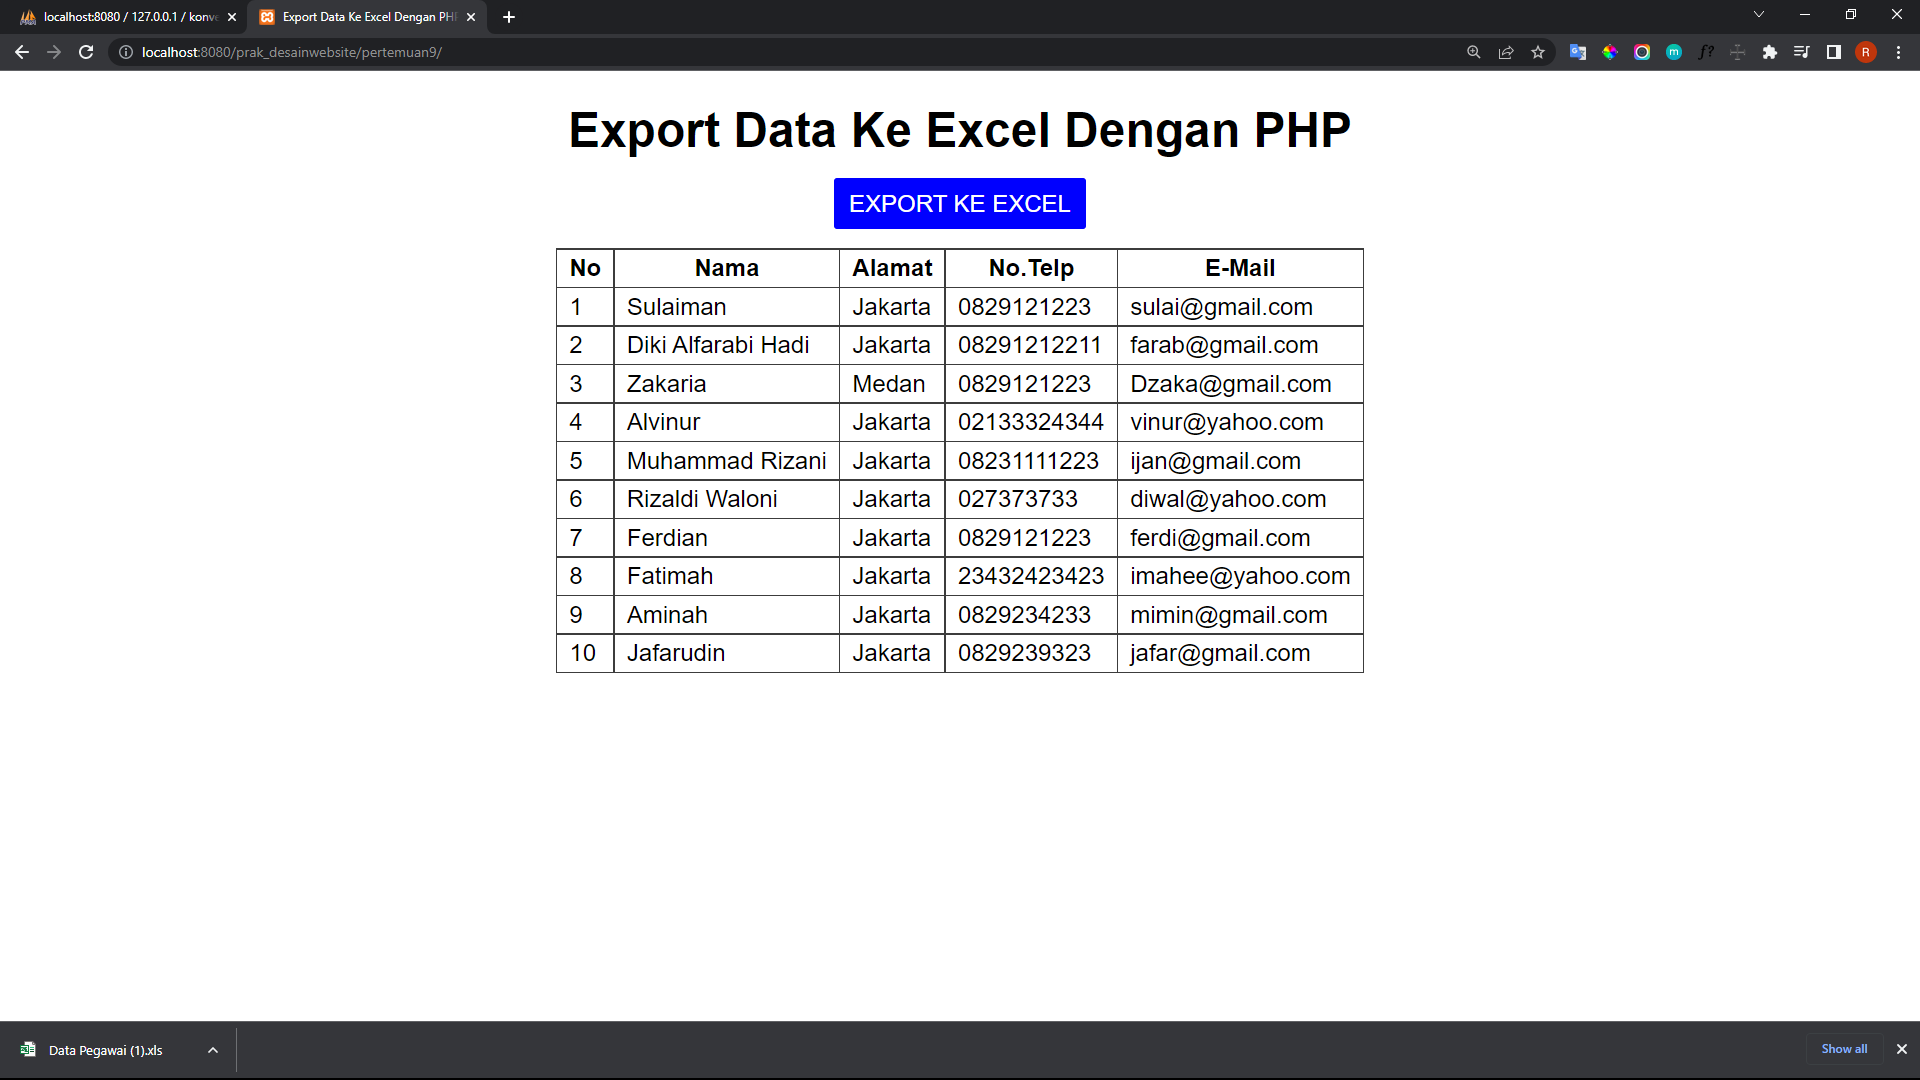 localhost:8080 / 127.0.0.1 / konve
Export Data Ke Excel Dengan PH
localhost:8080/prak_desainwebsite/pertemuan9/
m
f?
R
Export Data Ke Excel Dengan PHP
EXPORT KE EXCEL
No Nama Alamat No.Telp E-Mail
1 Sulaiman Jakarta 0829121223 sulai@gmail.com
2 Diki Alfarabi Hadi Jakarta 08291212211 farab@gmail.com
3 Zakaria Medan 0829121223 Dzaka@gmail.com
4 Alvinur Jakarta 02133324344 vinur@yahoo.com
5 Muhammad Rizani Jakarta 08231111223 ijan@gmail.com
6 Rizaldi Waloni Jakarta 027373733 diwal@yahoo.com
7 Ferdian Jakarta 0829121223 ferdi@gmail.com
8 Fatimah Jakarta 23432423423 imahee@yahoo.com
9 Aminah Jakarta 0829234233 mimin@gmail.com
10 Jafarudin Jakarta 0829239323 jafar@gmail.com
Data Pegawai (1).xls
Show all